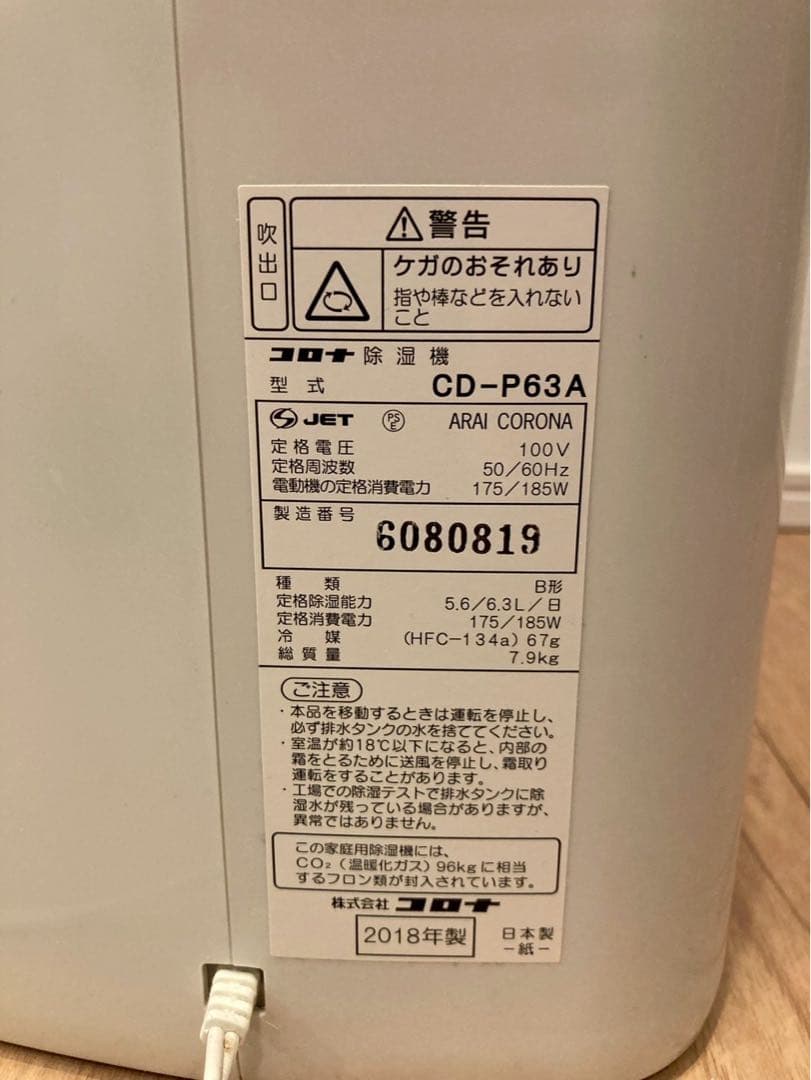 吹出口
⚠警告
ケガのおそれあり
指や棒などを入れない
こと
コロナ 除湿機
型式 CD-P63A
JET PSE ARAI CORONA
定格電圧 100V
定格周波数 50/60Hz
電動機の定格消費電力 175/185W
製造番号 6080819
種類 B形
定格除湿能力 5.6/6.3L/日
定格消費電力 175/185W
冷媒 (HFC-134a) 67g
総質量 7.9kg
ご注意
・本品を移動するときは運転を停止し、
必ず排水タンクの水を捨ててください。
・室温が約18℃以下になると、内部の
霜をとるために送風を停止し、霜取り
運転をすることがあります。
・工場での除湿テストで排水タンクに除
湿水が残っている場合がありますが、
異常ではありません。
この家庭用除湿機には、
CO₂(温暖化ガス)96kgに相当
するフロン類が封入されています。
株式会社 コロナ
2018年製
日本製
-紙-